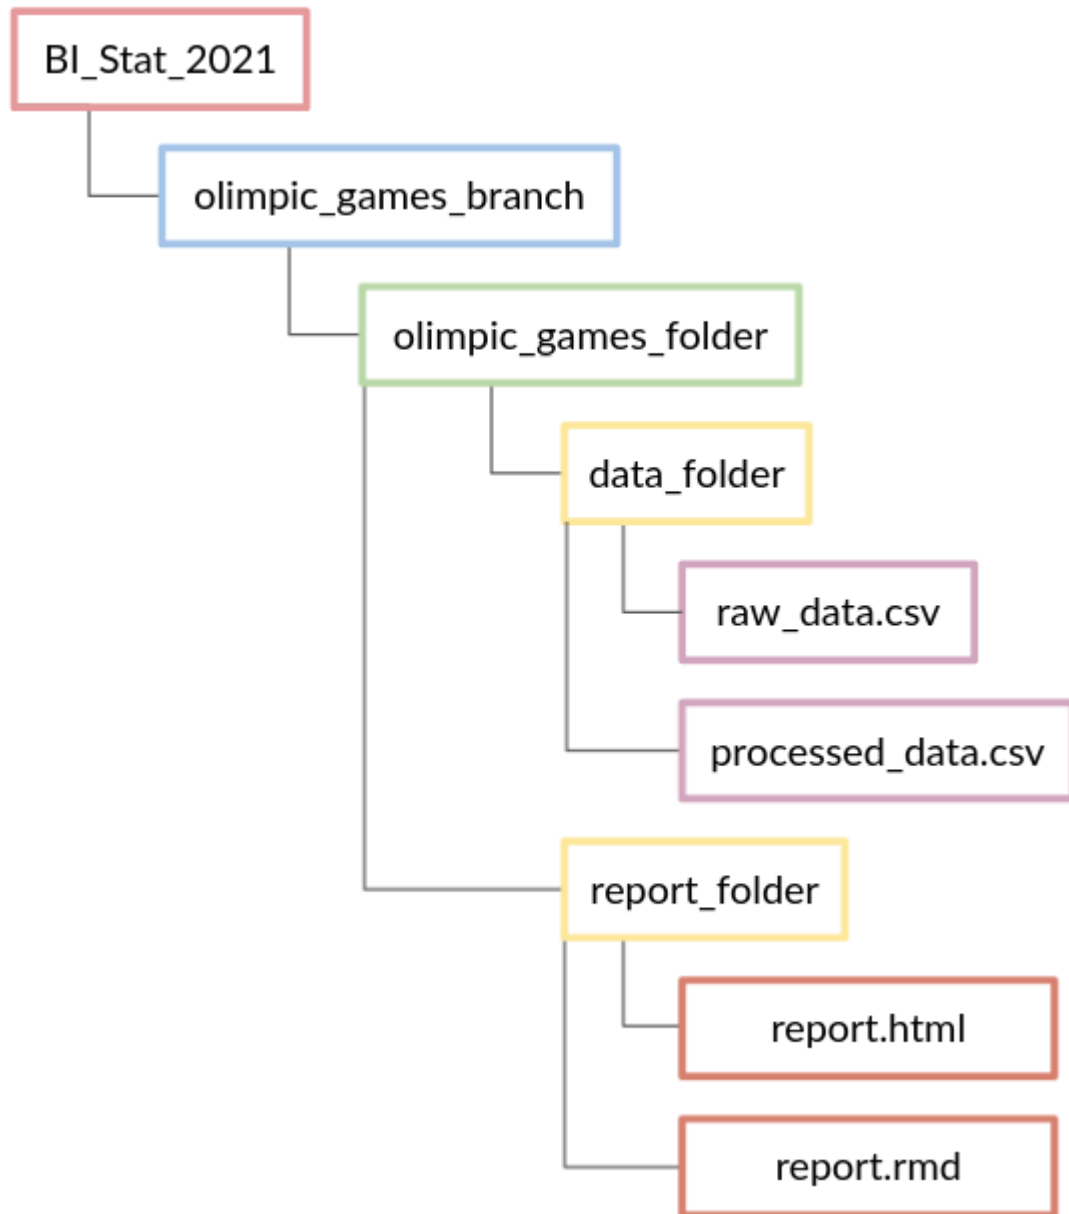 BI_Stat_2021
olimpic_games_branch
olimpic_games_folder
data_folder
raw_data.csv
processed_data.csv
report_folder
report.html
report.rmd